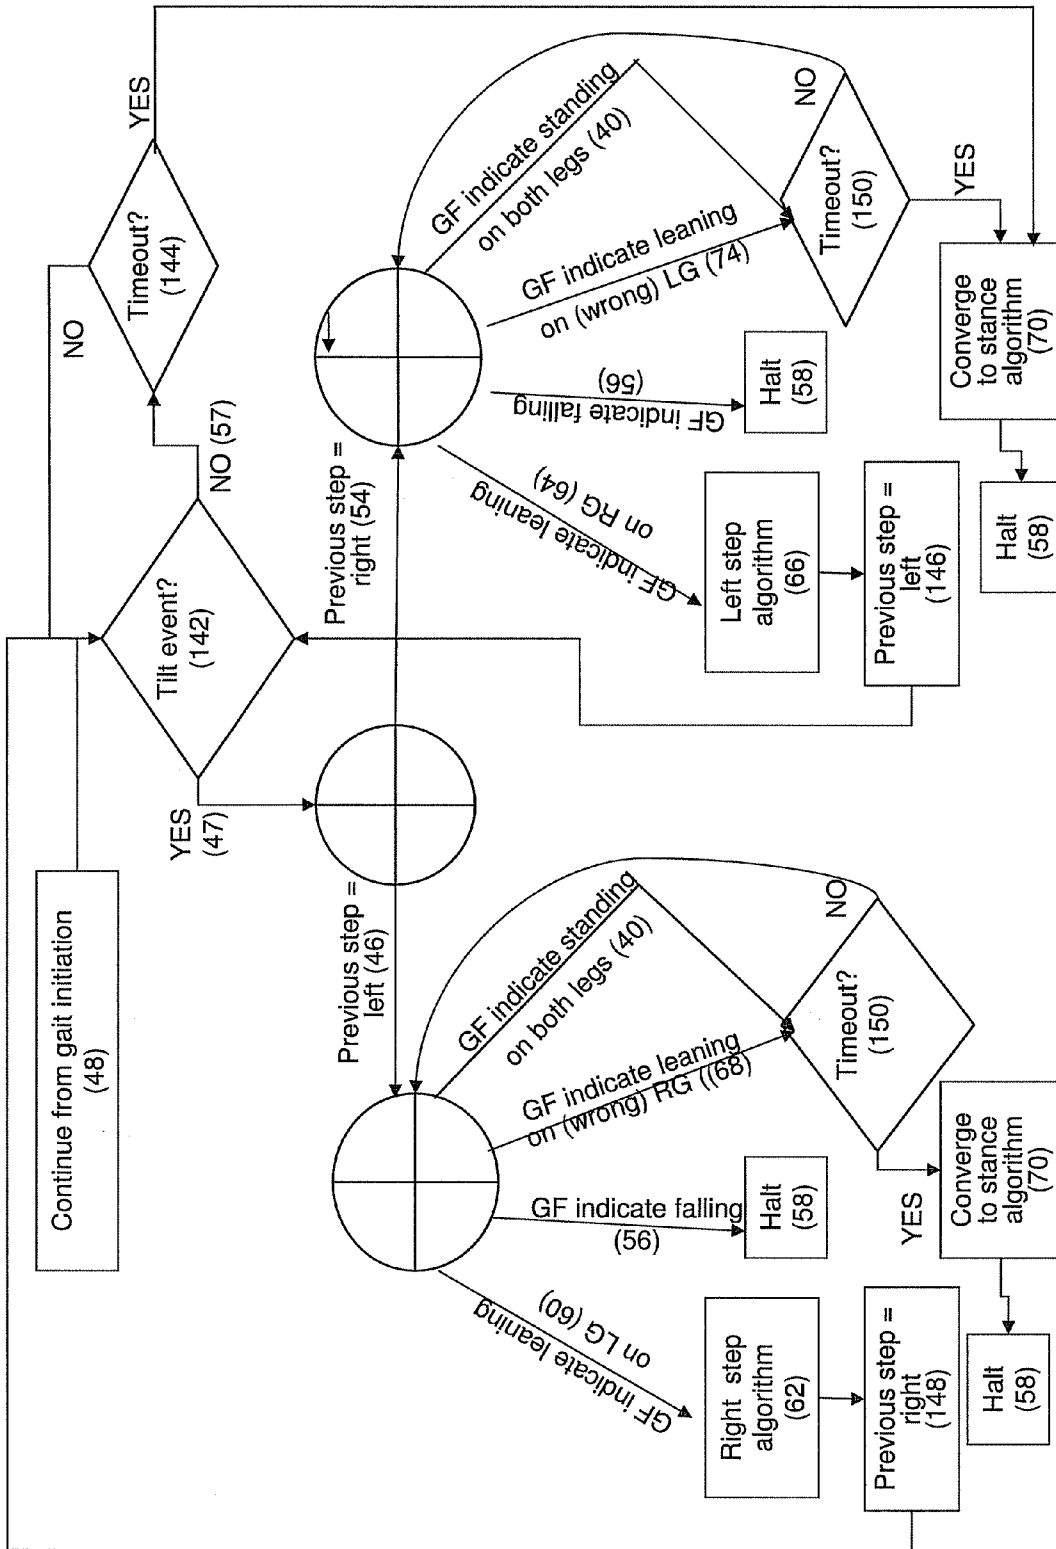 Continue from gait initiation
(48)
Tilt event?
(142)
YES
(47)
NO (57)
Timeout?
(144)
NO
YES
Previous step =
left (46)
Previous step =
right (54)
GF indicate leaning
on LG (60)
GF indicate falling
(56)
GF indicate leaning
on (wrong) RG ((68)
GF indicate standing
on both legs (40)
Right step
algorithm
(62)
Halt
(58)
Timeout?
(150)
NO
YES
Previous step =
right
(148)
Converge
to stance
algorithm
(70)
Halt
(58)
GF indicate leaning
on RG (64)
GF indicate falling
(56)
GF indicate leaning
on (wrong) LG (74)
GF indicate standing
on both legs (40)
Left step
algorithm
(66)
Halt
(58)
Timeout?
(150)
NO
YES
Previous step =
left
(146)
Converge
to stance
algorithm
(70)
Halt
(58)